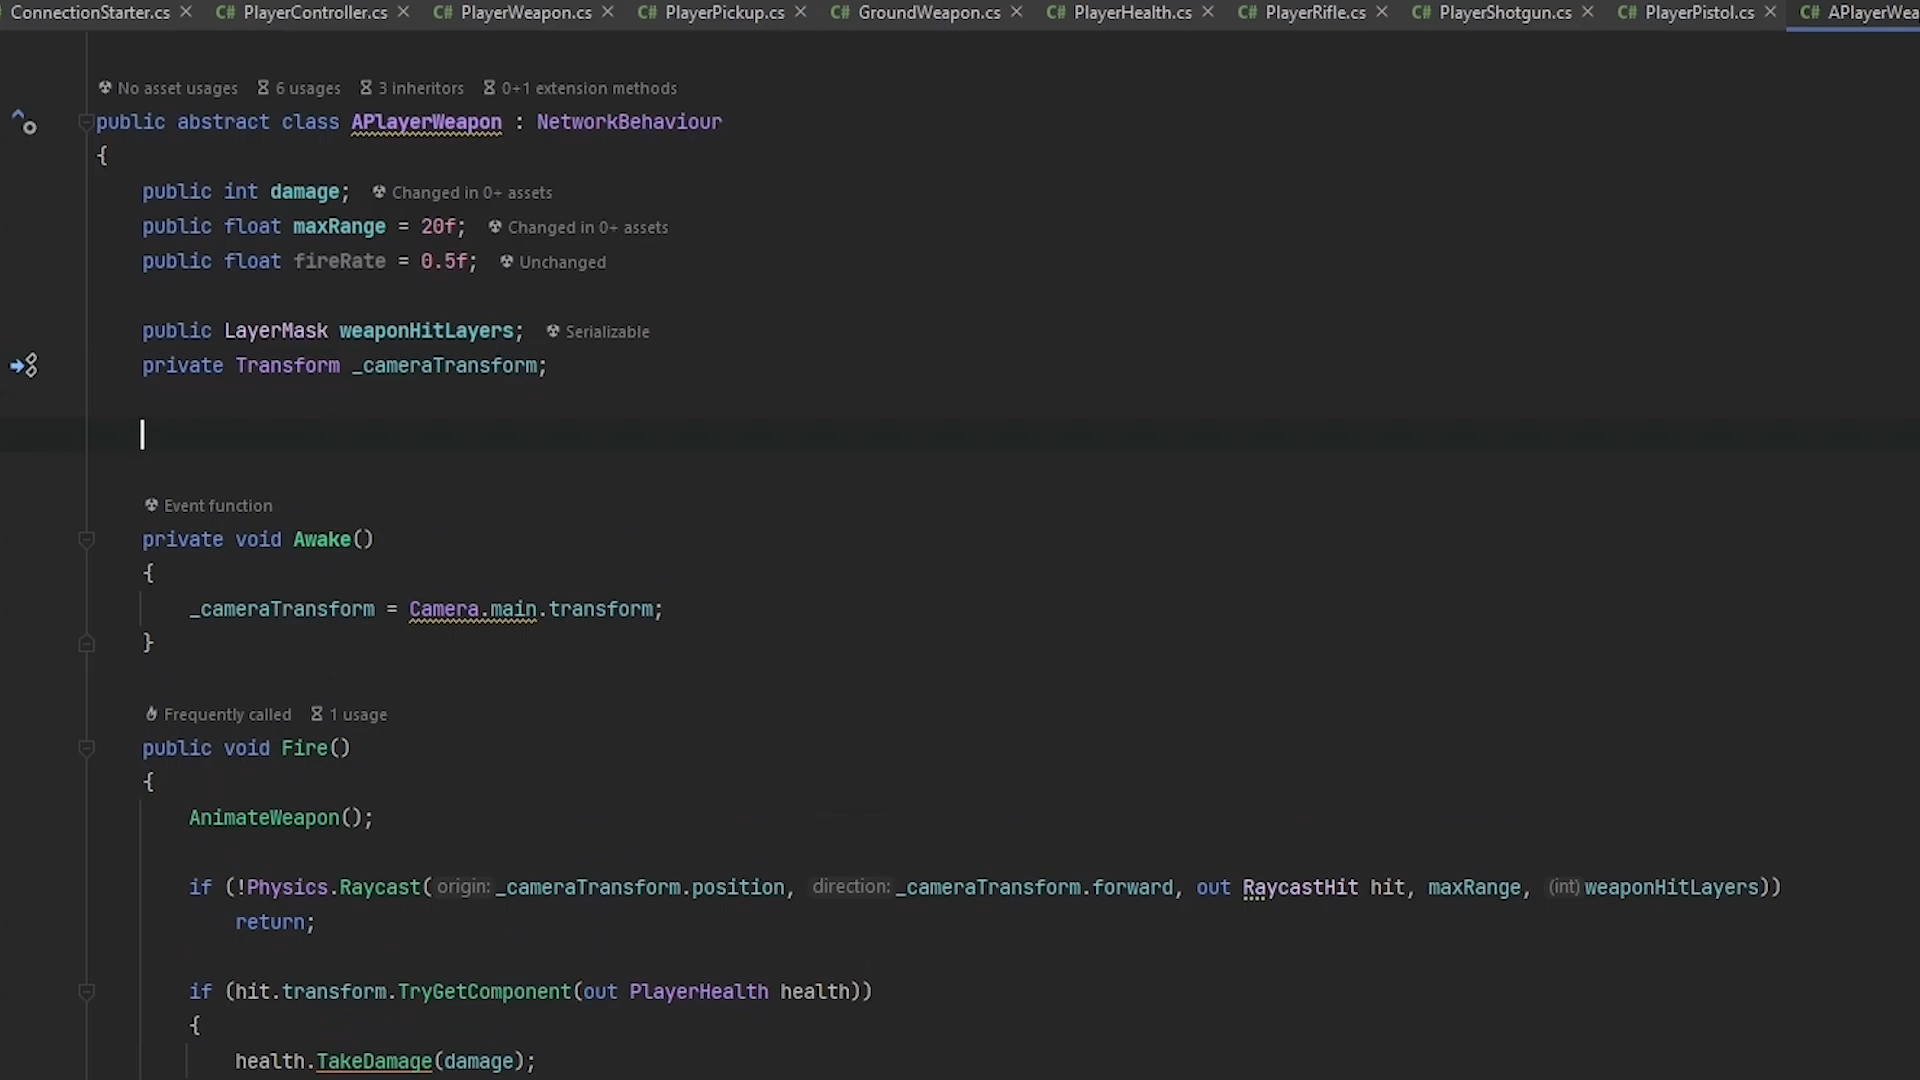 ConnectionStarter.cs C# PlayerController.cs C# PlayerWeapon.cs C# PlayerPickup.cs C# GroundWeapon.cs C# PlayerHealth.cs C# PlayerRifle.cs C# PlayerShotgun.cs C# PlayerPistol.cs C# APlayerWea
No asset usages 6 usages 3 inheritors 0+1 extension methods
public abstract class APlayerWeapon : NetworkBehaviour
{
public int damage; Changed in 0+ assets
public float maxRange = 20f; Changed in 0+ assets
public float fireRate = 0.5f; Unchanged
public LayerMask weaponHitLayers; Serializable
private Transform _cameraTransform;
Event function
private void Awake()
{
_cameraTransform = Camera.main.transform;
}
Frequently called 1 usage
public void Fire()
{
AnimateWeapon();
if (!Physics.Raycast(origin:_cameraTransform.position, direction:_cameraTransform.forward, out RaycastHit hit, maxRange, (int)weaponHitLayers))
return;
if (hit.transform.TryGetComponent(out PlayerHealth health))
{
health.TakeDamage(damage);